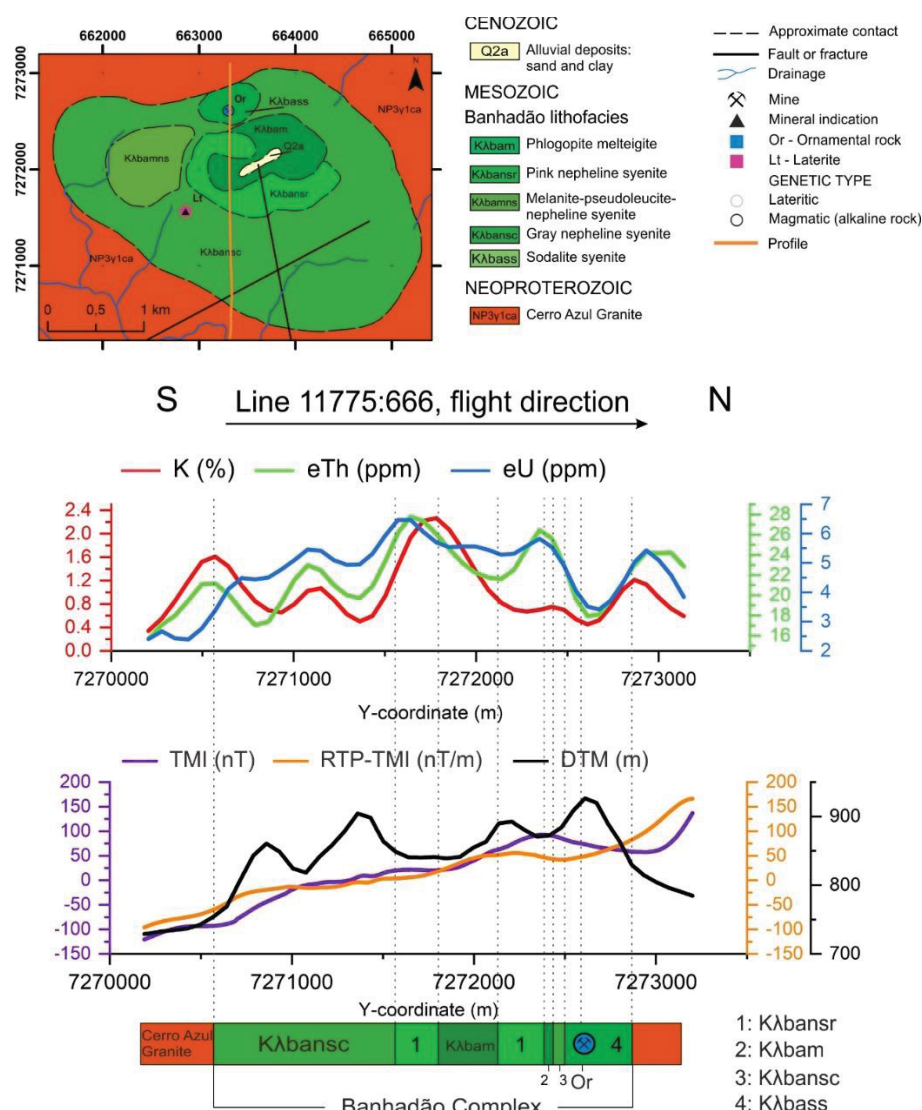 662000 663000 664000 665000
7273000
7272000
7271000
N
NP3γ1ca
Or
Kλbass
Kλbam
Q2a
Kλbamns
Kλbansr
Lt
Kλbansc
NP3γ1ca
0 0,5 1 km
CENOZOIC
Q2a Alluvial deposits:
sand and clay
MESOZOIC
Banhadão lithofacies
Kλbam Phlogopite melteigite
Kλbansr Pink nepheline syenite
Kλbamns Melanite-pseudoleucite-
nepheline syenite
Kλbansc Gray nepheline syenite
Kλbass Sodalite syenite
NEOPROTEROZOIC
NP3γ1ca Cerro Azul Granite
Approximate contact
Fault or fracture
Drainage
Mine
Mineral indication
Or - Ornamental rock
Lt - Laterite
GENETIC TYPE
Lateritic
Magmatic (alkaline rock)
Profile
S Line 11775:666, flight direction N
K (%) eTh (ppm) eU (ppm)
2.4
2.0
1.6
1.2
0.8
0.4
0.0
28
26
24
22
20
18
16
7
6
5
4
3
2
7270000 7271000 7272000 7273000
Y-coordinate (m)
TMI (nT) RTP-TMI (nT/m) DTM (m)
200
150
100
50
0
-50
-100
-150
200
150
100
50
0
-50
-100
-150
900
800
700
7270000 7271000 7272000 7273000
Y-coordinate (m)
Cerro Azul
Granite
Kλbansc 1 Kλbam 1 4
2 3 Or
Banhadão Complex
1: Kλbansr
2: Kλbam
3: Kλbansc
4: Kλbass